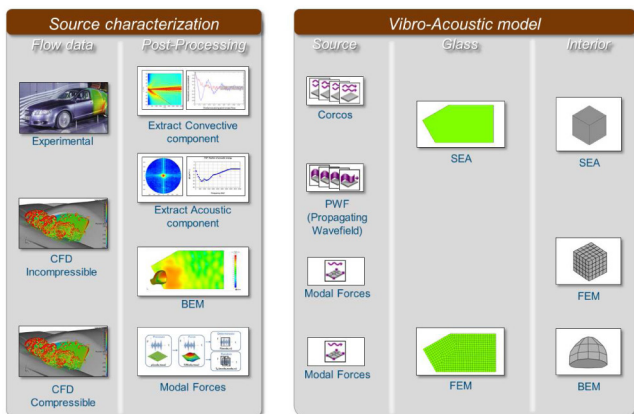 Source characterization
Flow data
Post-Processing
Experimental
Extract Convective
component
Extract Acoustic
component
CFD
Incompressible
BEM
CFD
Compressible
Modal Forces
Vibro-Acoustic model
Source
Glass
Interior
Corcos
SEA
SEA
PWF
(Propagating
Wavefield)
Modal Forces
FEM
Modal Forces
FEM
BEM